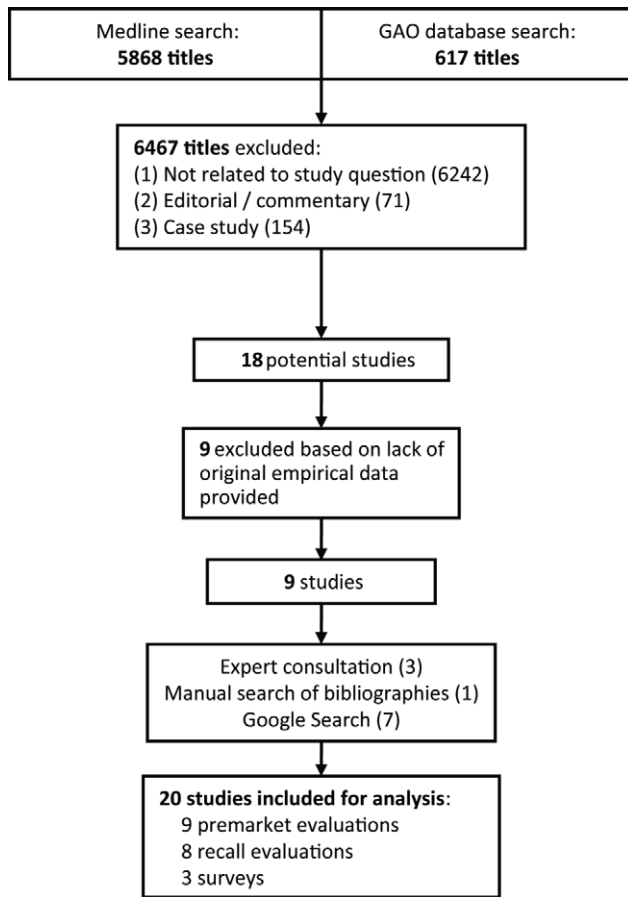 Medline search:
5868 titles
GAO database search:
617 titles
6467 titles excluded:
(1) Not related to study question (6242)
(2) Editorial / commentary (71)
(3) Case study (154)
18 potential studies
9 excluded based on lack of
original empirical data
provided
9 studies
Expert consultation (3)
Manual search of bibliographies (1)
Google Search (7)
20 studies included for analysis:
9 premarket evaluations
8 recall evaluations
3 surveys